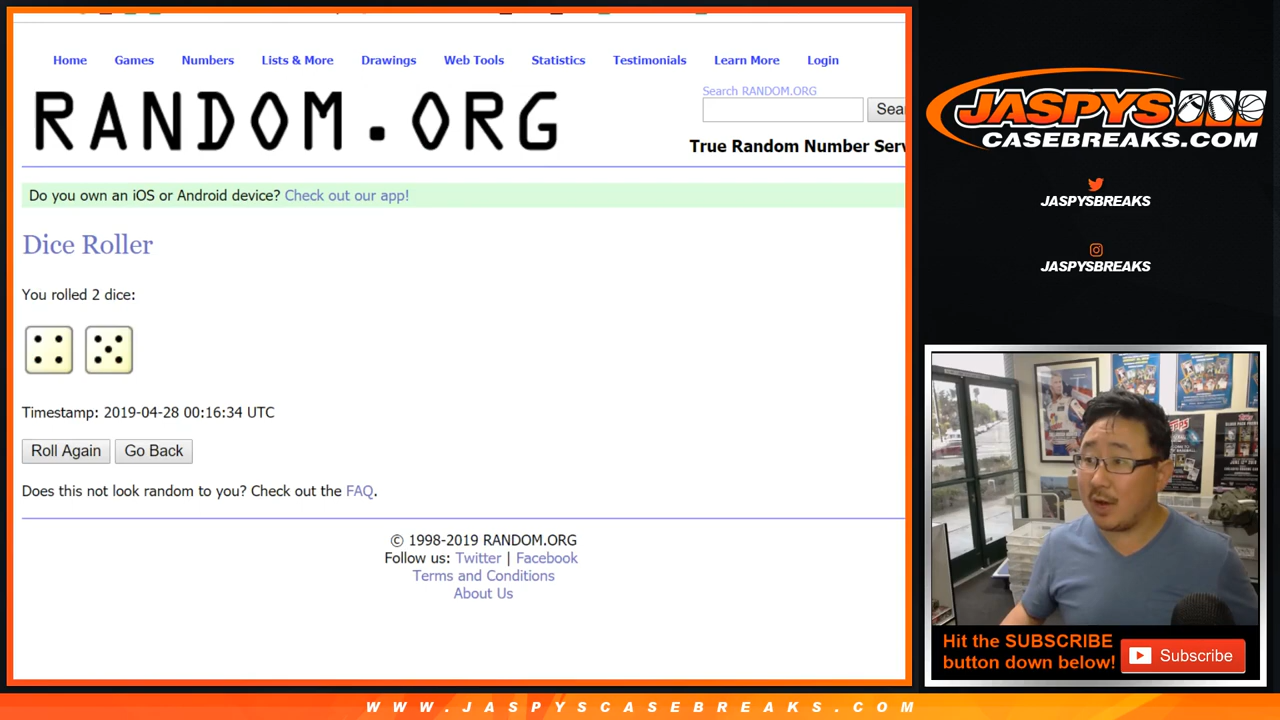 Home Games Numbers Lists & More Drawings Web Tools Statistics Testimonials Learn More Login
RANDOM.ORG
Search RANDOM.ORG
Sear
True Random Number Serv
Do you own an iOS or Android device? Check out our app!
Dice Roller
You rolled 2 dice:
Timestamp: 2019-04-28 00:16:34 UTC
Roll Again Go Back
Does this not look random to you? Check out the FAQ.
© 1998-2019 RANDOM.ORG
Follow us: Twitter | Facebook
Terms and Conditions
About Us
JASPYS
CASEBREAKS.COM
JASPYSBREAKS
JASPYSBREAKS
Hit the SUBSCRIBE
button down below!
Subscribe
WWW.JASPYSCASEBREAKS.COM